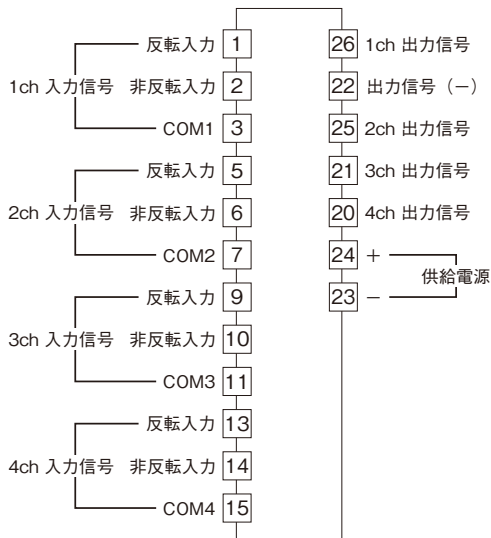 反転入力 1
1ch 入力信号 非反転入力 2
COM1 3
反転入力 5
2ch 入力信号 非反転入力 6
COM2 7
反転入力 9
3ch 入力信号 非反転入力 10
COM3 11
反転入力 13
4ch 入力信号 非反転入力 14
COM4 15
26 1ch 出力信号
22 出力信号（－）
25 2ch 出力信号
21 3ch 出力信号
20 4ch 出力信号
24 ＋
供給電源
23 －